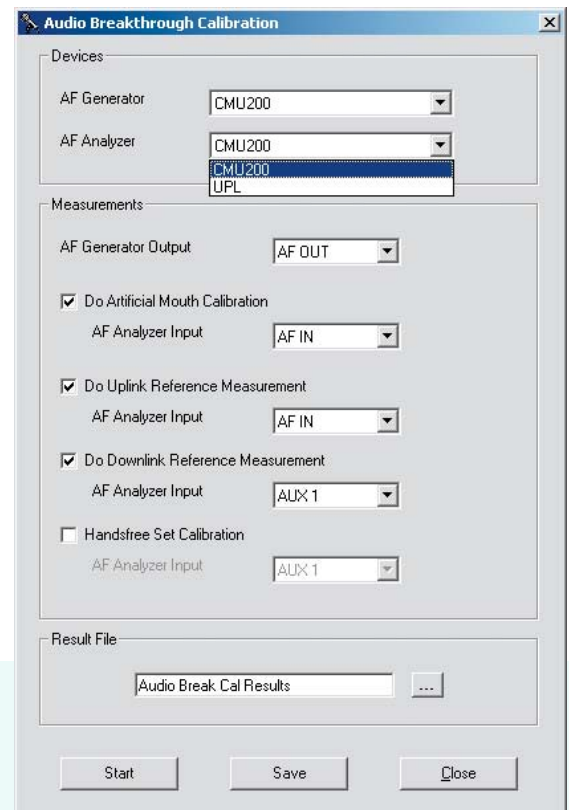 Audio Breakthrough Calibration
Devices
AF Generator CMU200
AF Analyzer CMU200
CMU200
UPL
Measurements
AF Generator Output AF OUT
Do Artificial Mouth Calibration
AF Analyzer Input AF IN
Do Uplink Reference Measurement
AF Analyzer Input AF IN
Do Downlink Reference Measurement
AF Analyzer Input AUX 1
Handsfree Set Calibration
AF Analyzer Input AUX 1
Result File
Audio Break Cal Results ...
Start Save Close